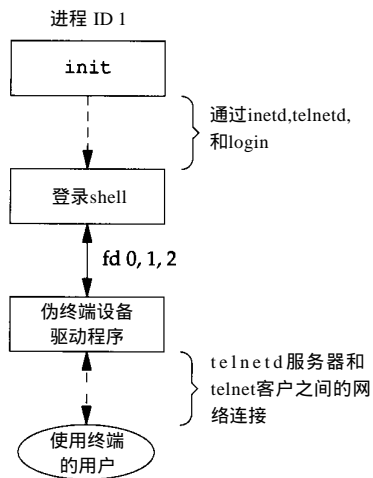 进程 ID 1
init
通过inetd,telnetd,
和login
登录shell
fd 0, 1, 2
伪终端设备
驱动程序
telnetd服务器和
telnet客户之间的网
络连接
使用终端
的用户